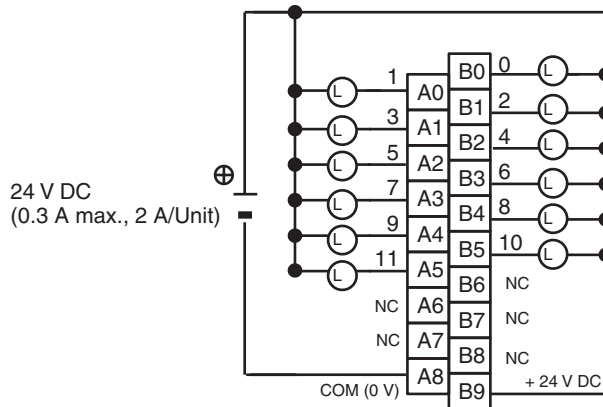 B0 0 L
1 L A0
B1 2 L
3 L A1
B2 4 L
5 L A2
B3 6 L
24 V DC
(0.3 A max., 2 A/Unit)
7 L A3
B4 8 L
9 L A4
B5 10 L
11 L A5
B6 NC
NC A6
B7 NC
NC A7
B8 NC
COM (0 V) A8
B9 + 24 V DC